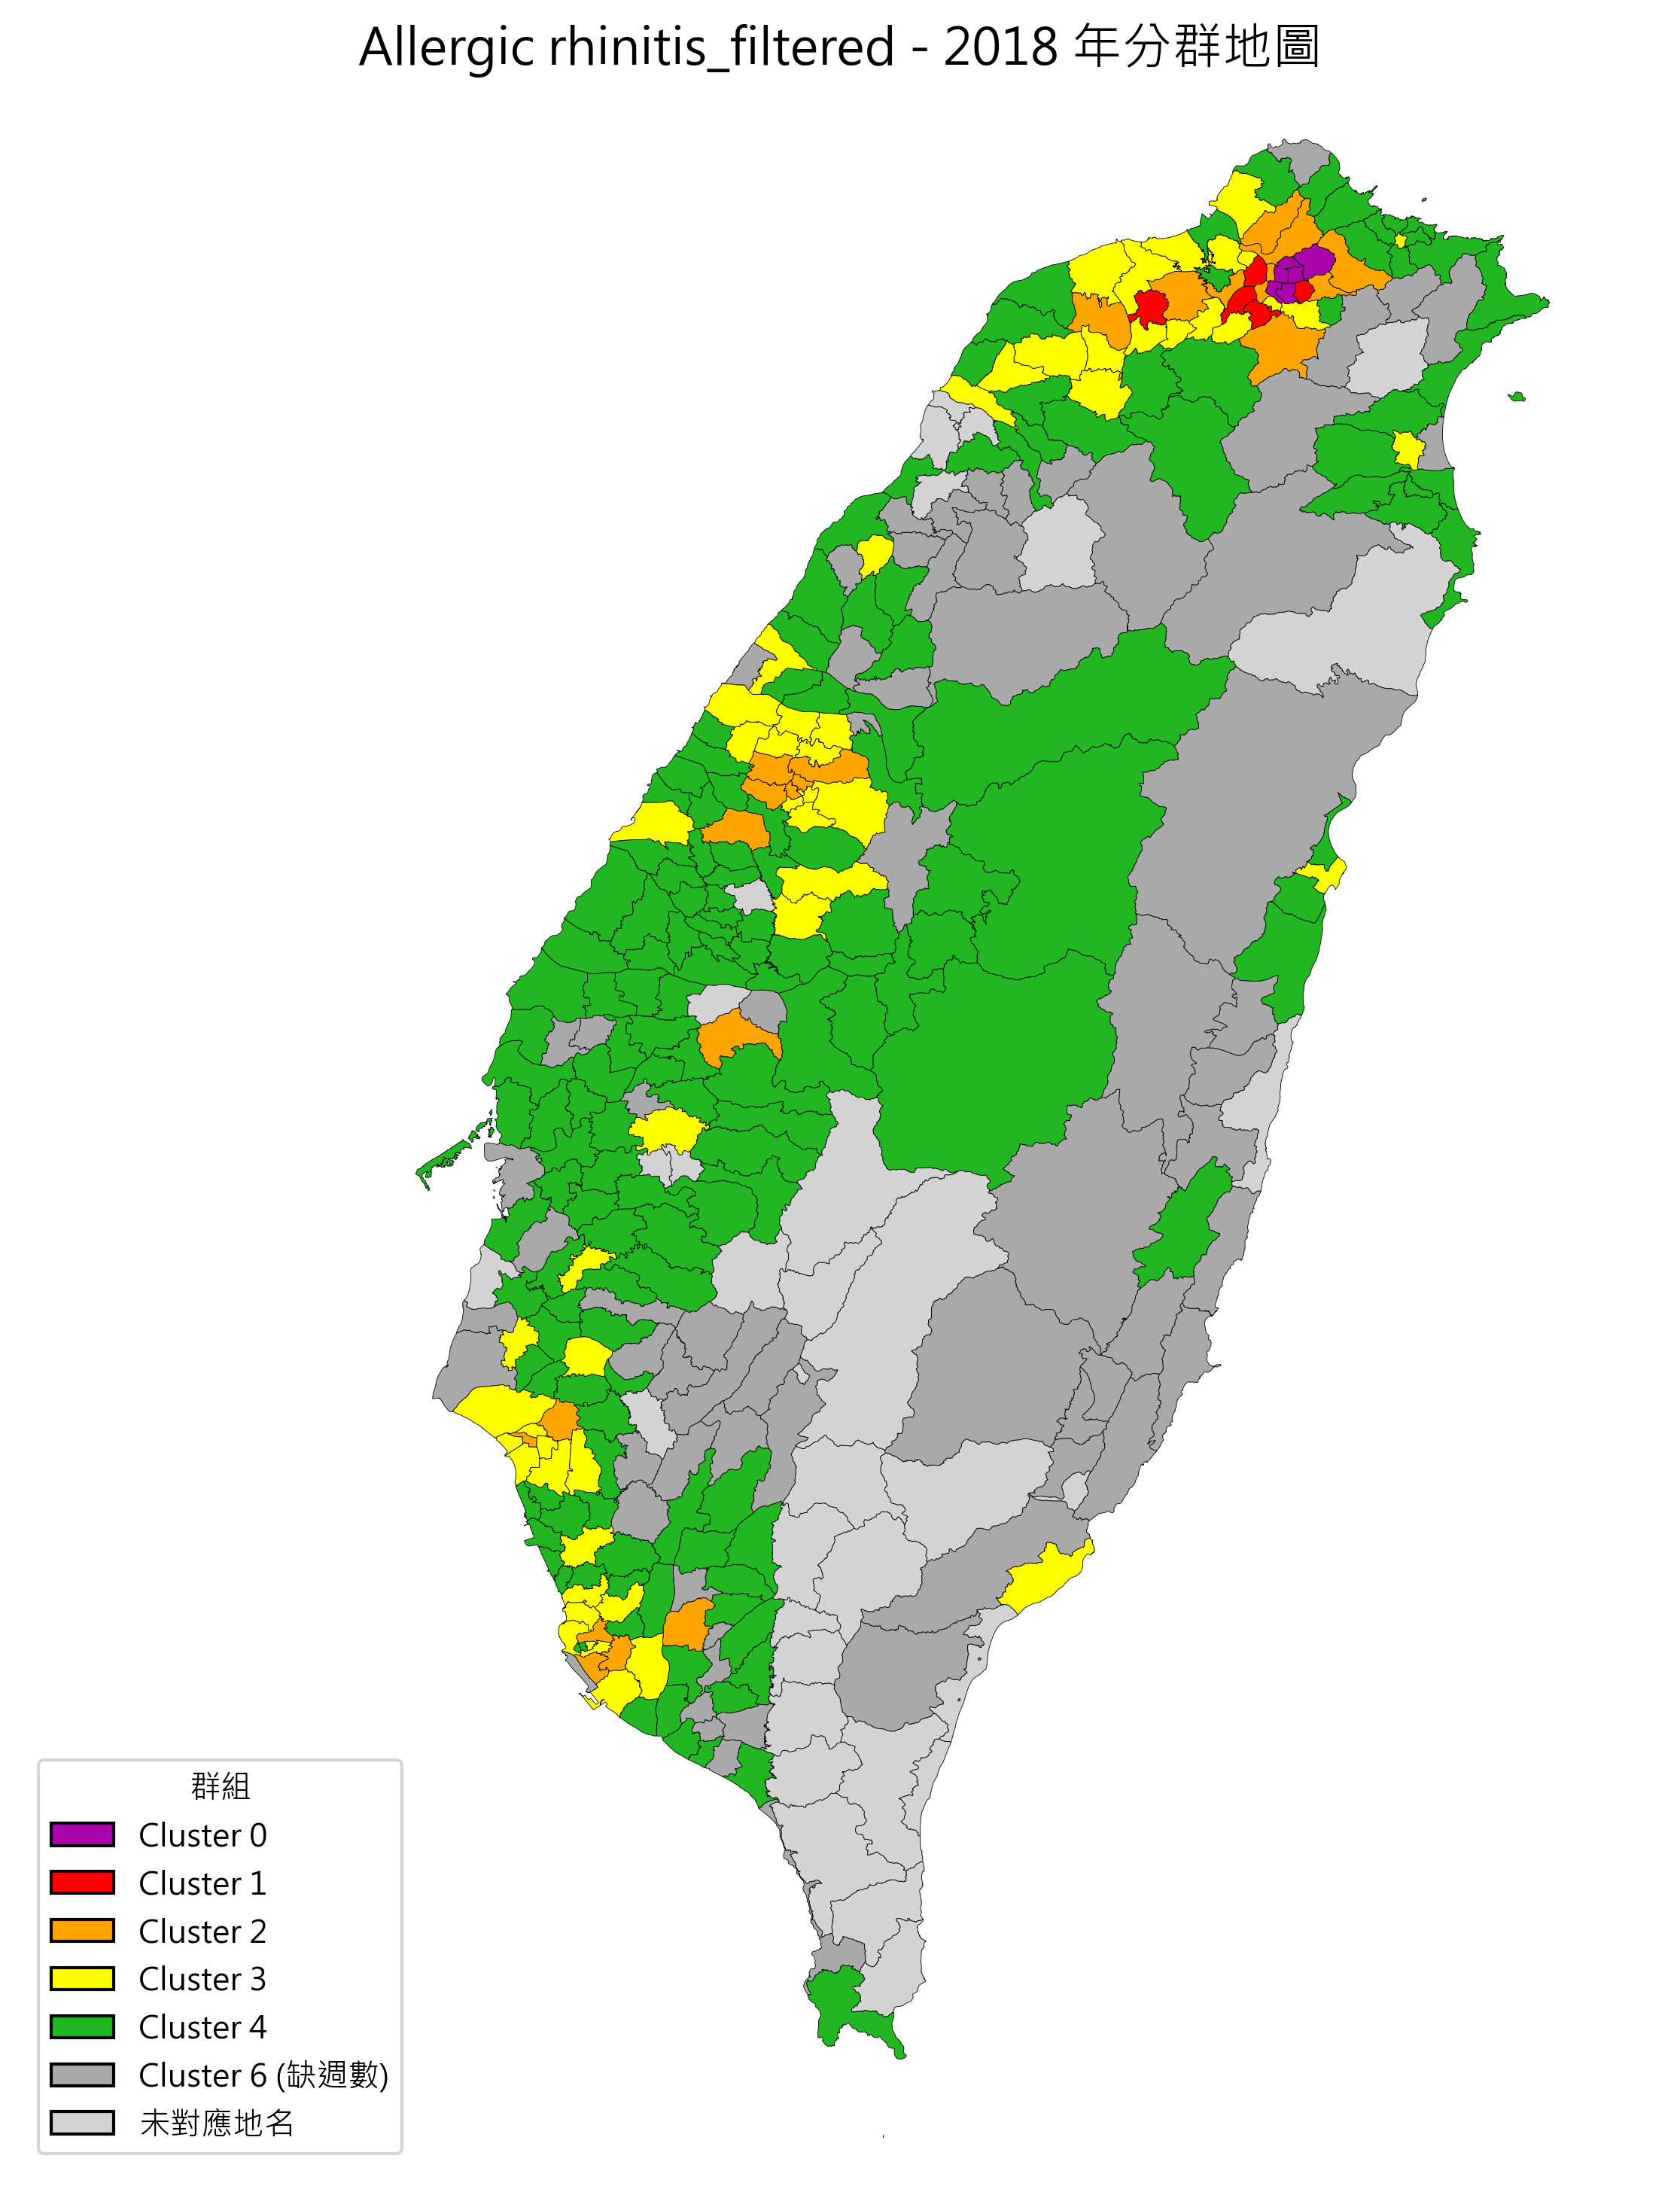 Allergic rhinitis_filtered - 2018 年分群地圖
群組
Cluster 0
Cluster 1
Cluster 2
Cluster 3
Cluster 4
Cluster 6 (缺週數)
未對應地名